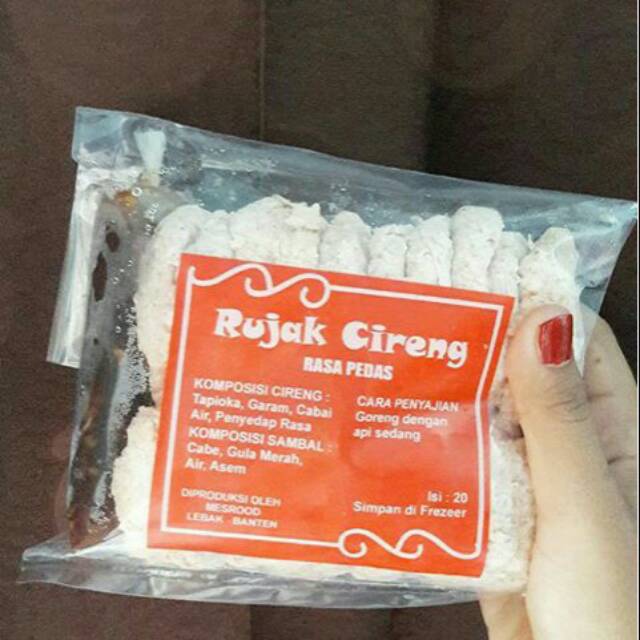 Rujak Cireng
RASA PEDAS
KOMPOSISI CIRENG :
Tapioka, Garam, Cabai
Air, Penyedap Rasa
KOMPOSISI SAMBAL :
Cabe, Gula Merah,
Air, Asem
DIPRODUKSI OLEH
MESROOD
LEBAK - BANTEN
CARA PENYAJIAN
Goreng dengan
api sedang
Isi : 20
Simpan di Frezeer